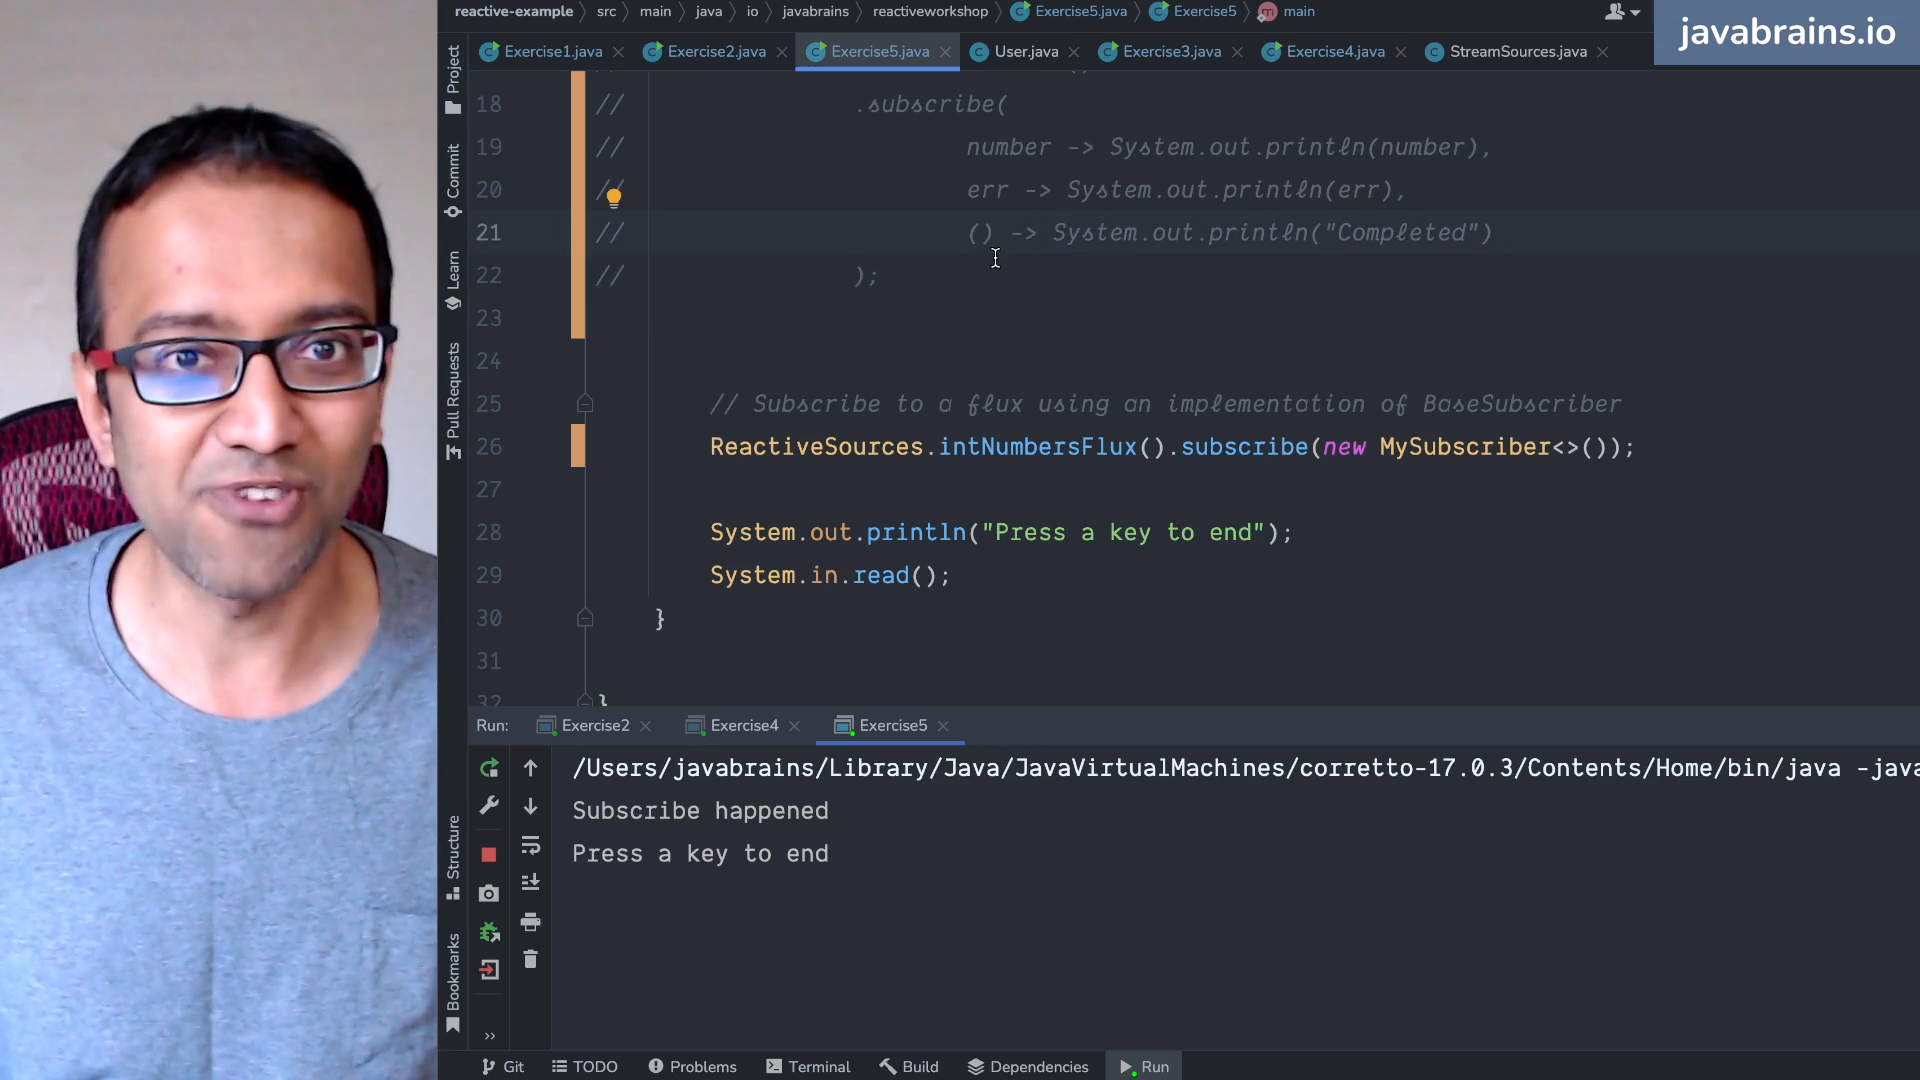 reactive-example src main java io javabrains reactiveworkshop Exercise5.java Exercise5 main
javabrains.io
Exercise1.java Exercise2.java Exercise5.java User.java Exercise3.java Exercise4.java StreamSources.java
Project
Commit
Learn
Pull Requests
Structure
Bookmarks
18 // .subscribe(
19 // number -> System.out.println(number),
20 // err -> System.out.println(err),
21 // () -> System.out.println("Completed")
22 // );
23
24
25 // Subscribe to a flux using an implementation of BaseSubscriber
26 ReactiveSources.intNumbersFlux().subscribe(new MySubscriber<>());
27
28 System.out.println("Press a key to end");
29 System.in.read();
30 }
31
32 }
Run: Exercise2 Exercise4 Exercise5
/Users/javabrains/Library/Java/JavaVirtualMachines/corretto-17.0.3/Contents/Home/bin/java -java
Subscribe happened
Press a key to end
Git TODO Problems Terminal Build Dependencies Run